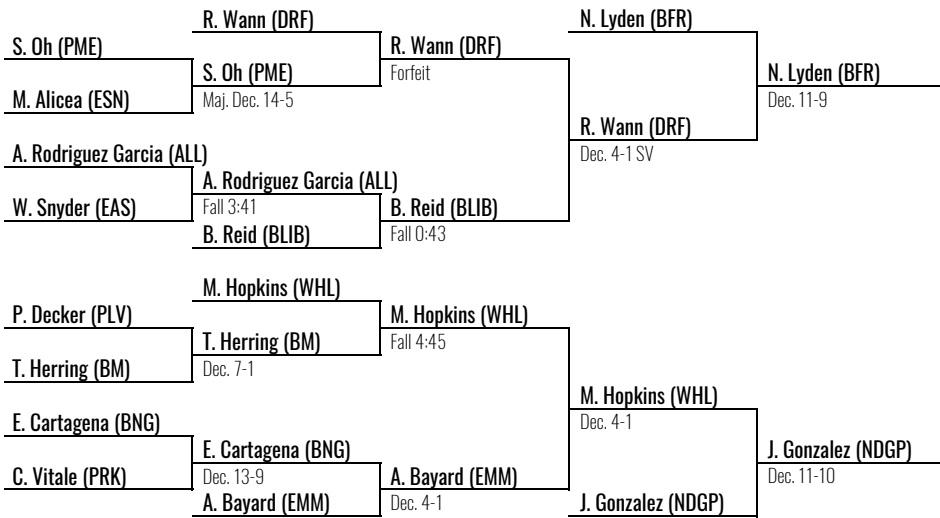 R. Wann (DRF)
N. Lyden (BFR)
S. Oh (PME)
R. Wann (DRF)
Forfeit
S. Oh (PME)
Maj. Dec. 14-5
N. Lyden (BFR)
Dec. 11-9
M. Alicea (ESN)
R. Wann (DRF)
Dec. 4-1 SV
A. Rodriguez Garcia (ALL)
A. Rodriguez Garcia (ALL)
Fall 3:41
W. Snyder (EAS)
B. Reid (BLIB)
Fall 0:43
B. Reid (BLIB)
M. Hopkins (WHL)
P. Decker (PLV)
M. Hopkins (WHL)
Fall 4:45
T. Herring (BM)
Dec. 7-1
T. Herring (BM)
M. Hopkins (WHL)
Dec. 4-1
E. Cartagena (BNG)
E. Cartagena (BNG)
Dec. 13-9
J. Gonzalez (NDGP)
Dec. 11-10
C. Vitale (PRK)
A. Bayard (EMM)
Dec. 4-1
A. Bayard (EMM)
J. Gonzalez (NDGP)